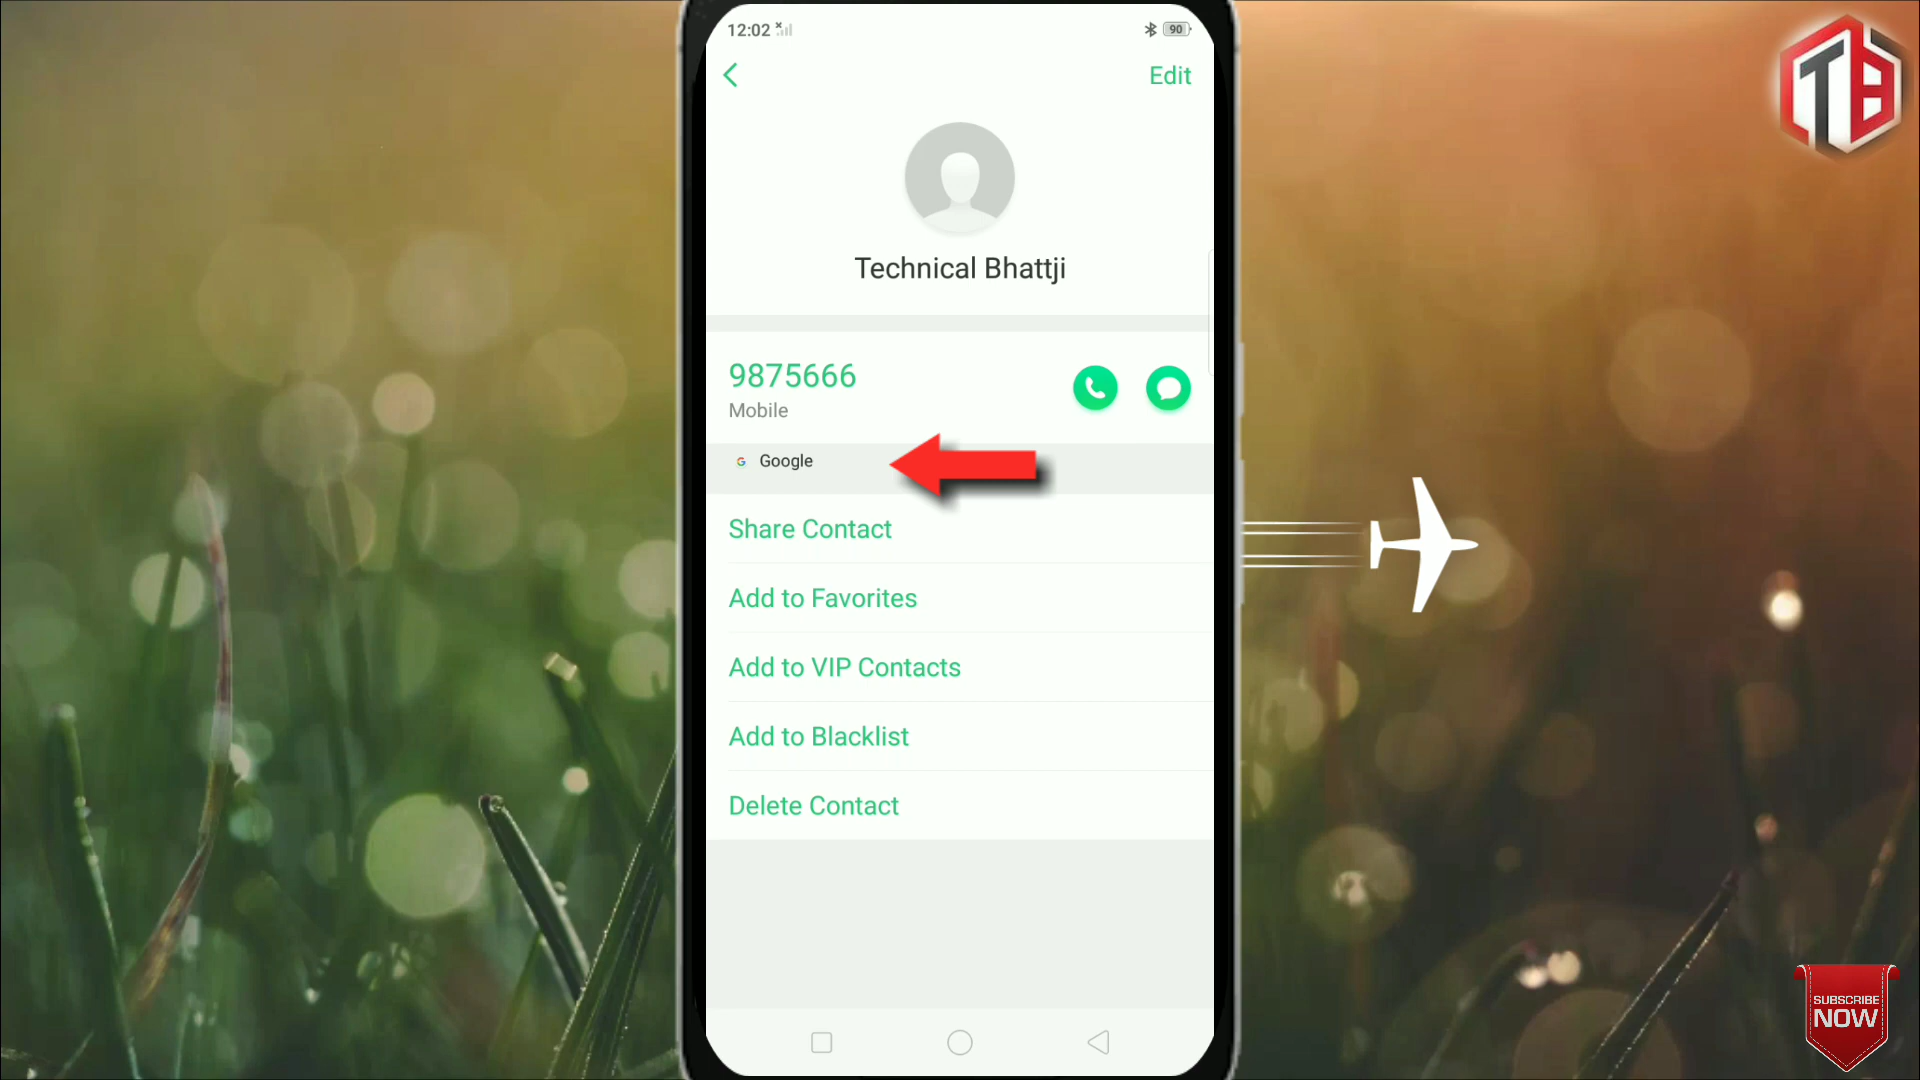 12:02
90
Edit
Technical Bhattji
9875666
Mobile
G Google
Share Contact
Add to Favorites
Add to VIP Contacts
Add to Blacklist
Delete Contact
TB
SUBSCRIBE
NOW